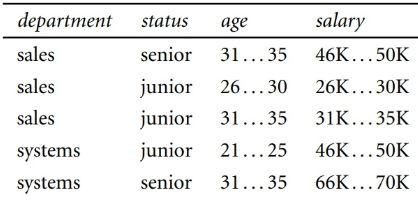 department status age salary
sales senior 31...35 46K...50K
sales junior 26...30 26K...30K
sales junior 31...35 31K...35K
systems junior 21...25 46K...50K
systems senior 31...35 66K...70K